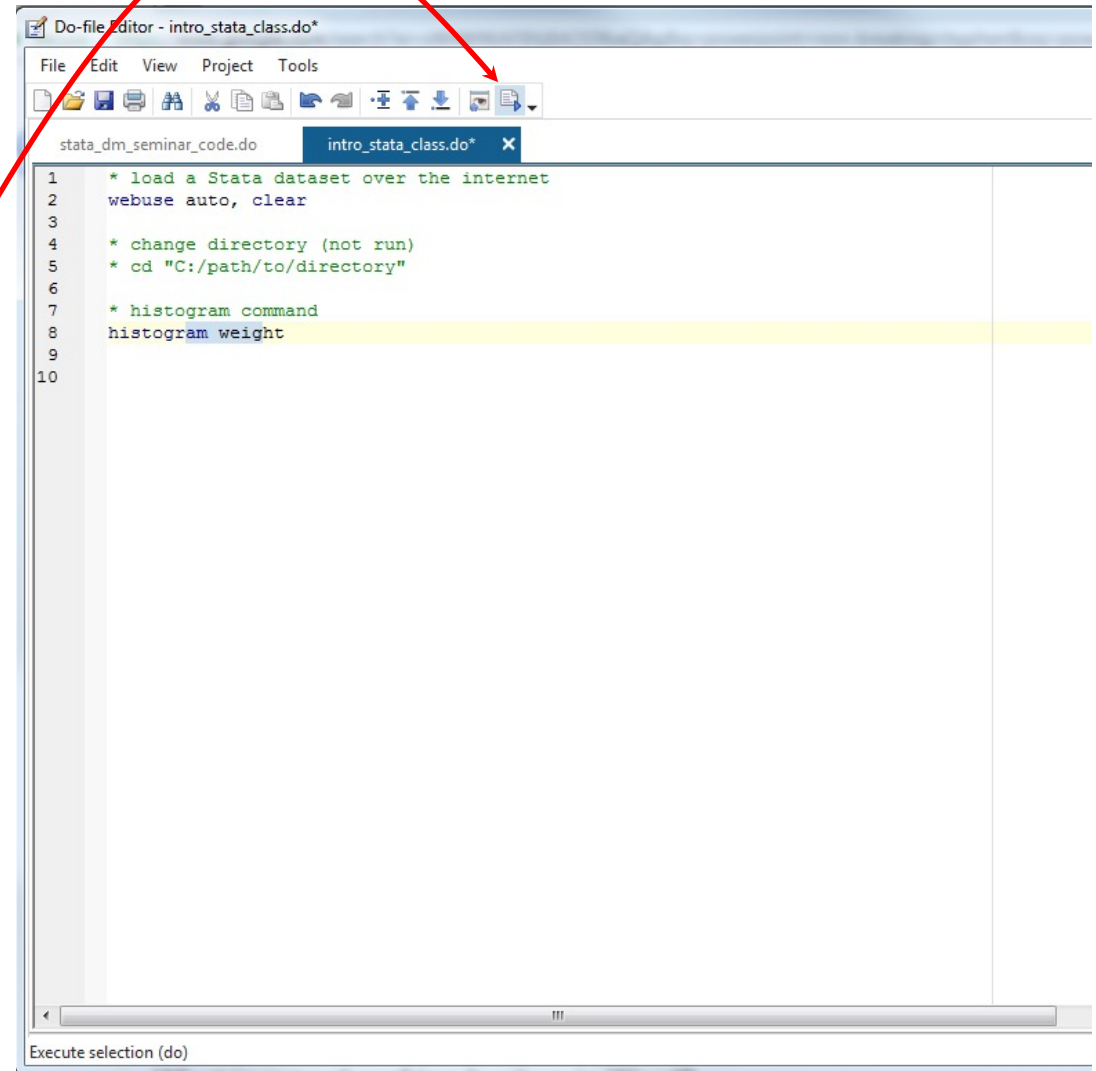 Do-file Editor - intro_stata_class.do*
File Edit View Project Tools
stata_dm_seminar_code.do intro_stata_class.do*
1 * load a Stata dataset over the internet
2 webuse auto, clear
3
4 * change directory (not run)
5 * cd "C:/path/to/directory"
6
7 * histogram command
8 histogram weight
9
10
Execute selection (do)